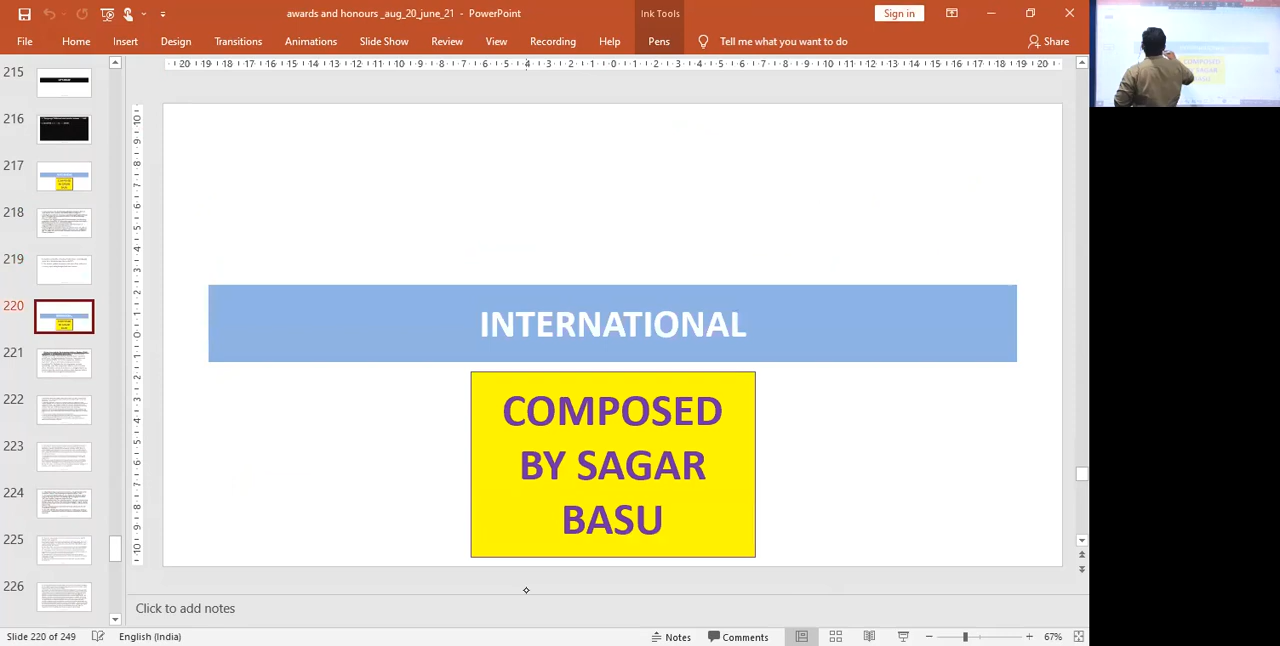 awards and honours _aug_20_june_21 - PowerPoint
Ink Tools
Sign in
File Home Insert Design Transitions Animations Slide Show Review View Recording Help Pens Tell me what you want to do Share
215
216
217
218
219
220
221
222
223
224
225
226
INTERNATIONAL
COMPOSED
BY SAGAR
BASU
Click to add notes
Slide 220 of 249 English (India) Notes Comments 67%